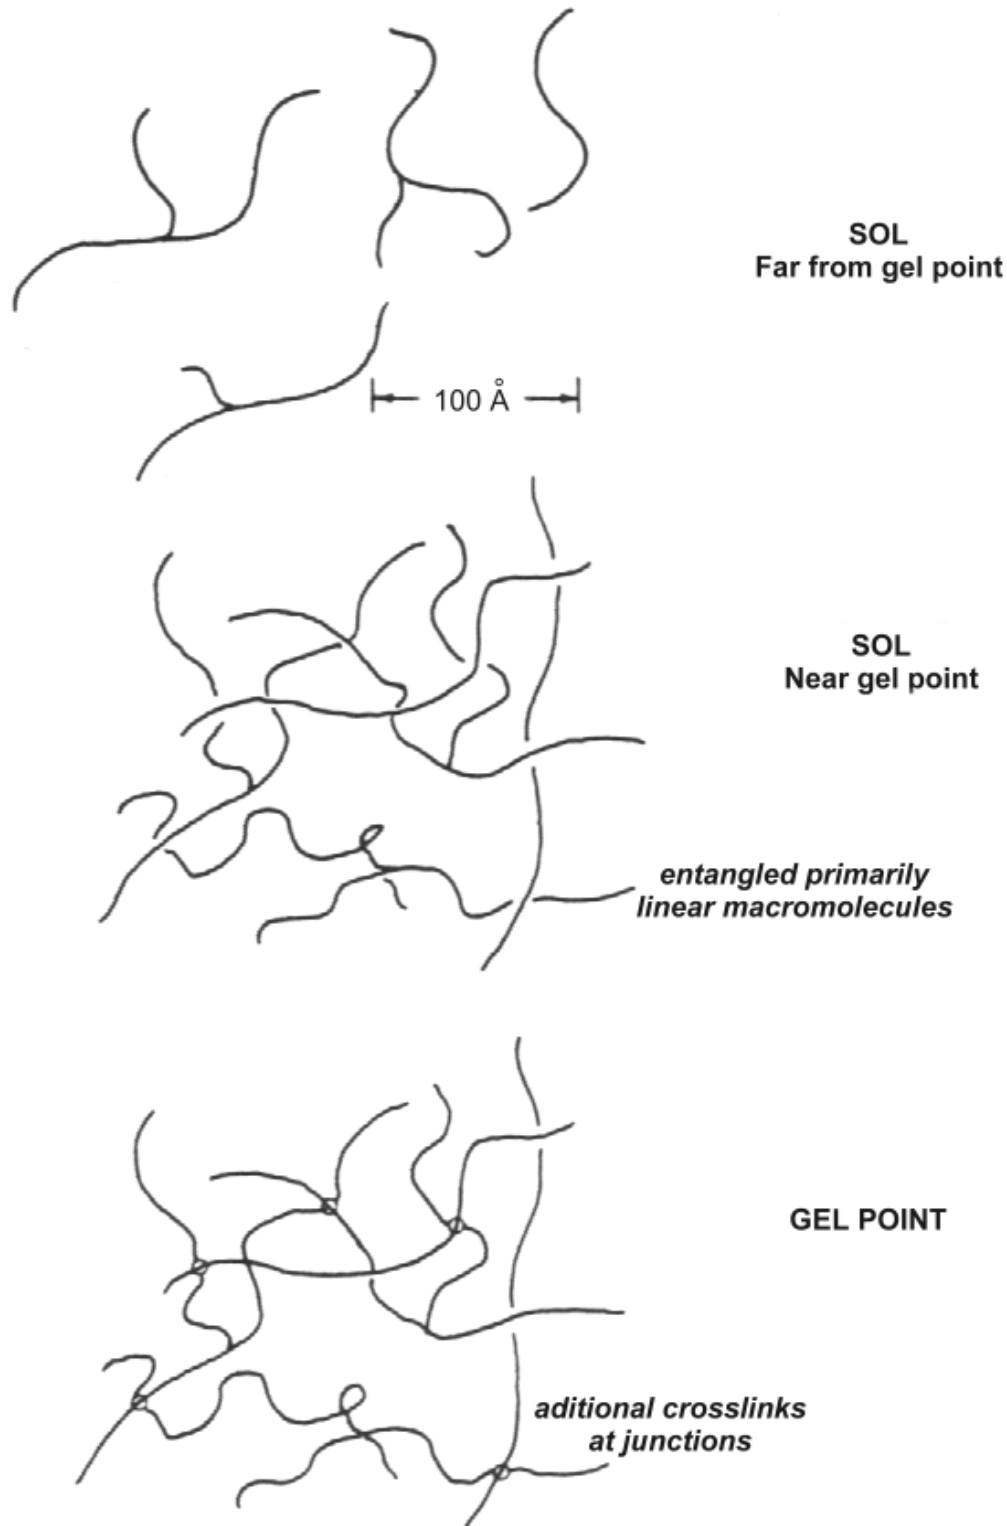 SOL
Far from gel point
100 Å
SOL
Near gel point
entangled primarily
linear macromolecules
GEL POINT
aditional crosslinks
at junctions